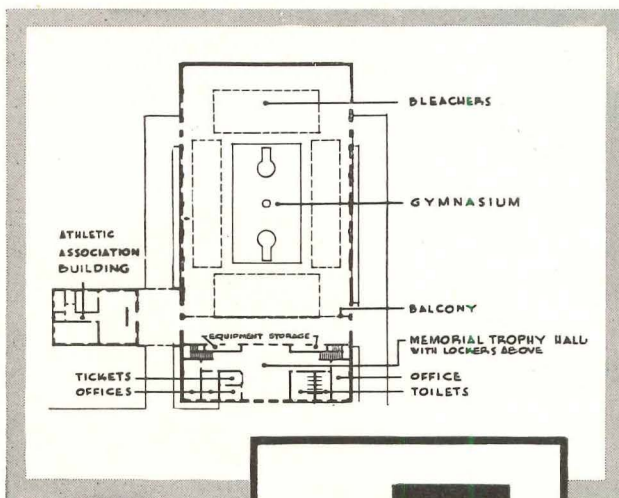 BLEACHERS
GYMNASIUM
ATHLETIC
ASSOCIATION
BUILDING
BALCONY
EQUIPMENT STORAGE
MEMORIAL TROPHY HALL
WITH LOCKERS ABOVE
TICKETS
OFFICES
OFFICE
TOILETS